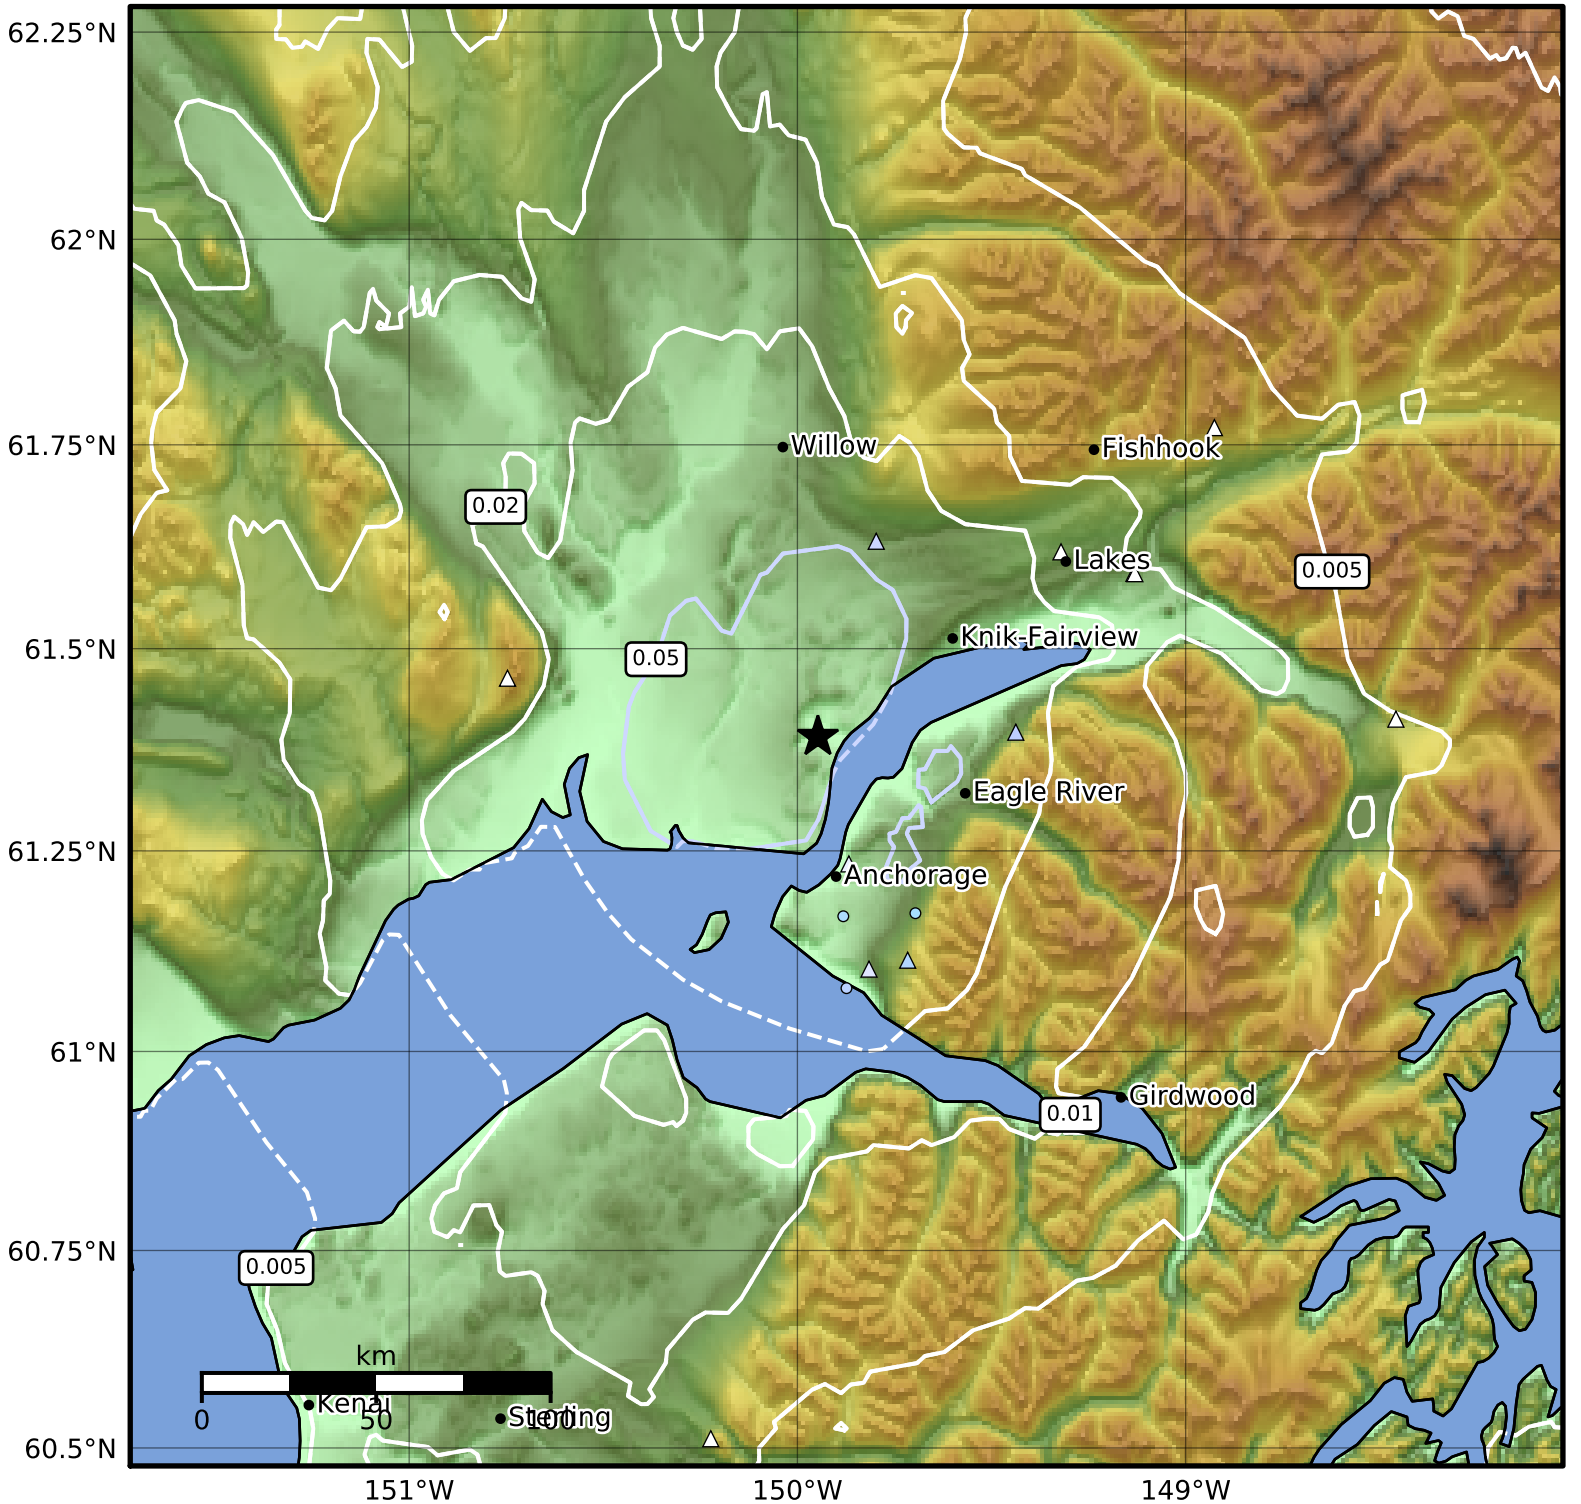 62.25°N
62°N
61.75°N
61.5°N
61.25°N
61°N
60.75°N
60.5°N
151°W
150°W
149°W
Willow
Fishhook
0.02
Lakes
0.005
Knik-Fairview
0.05
Eagle River
Anchorage
Girdwood
0.01
0.005
km
Kenai
Sterling
0
50
100